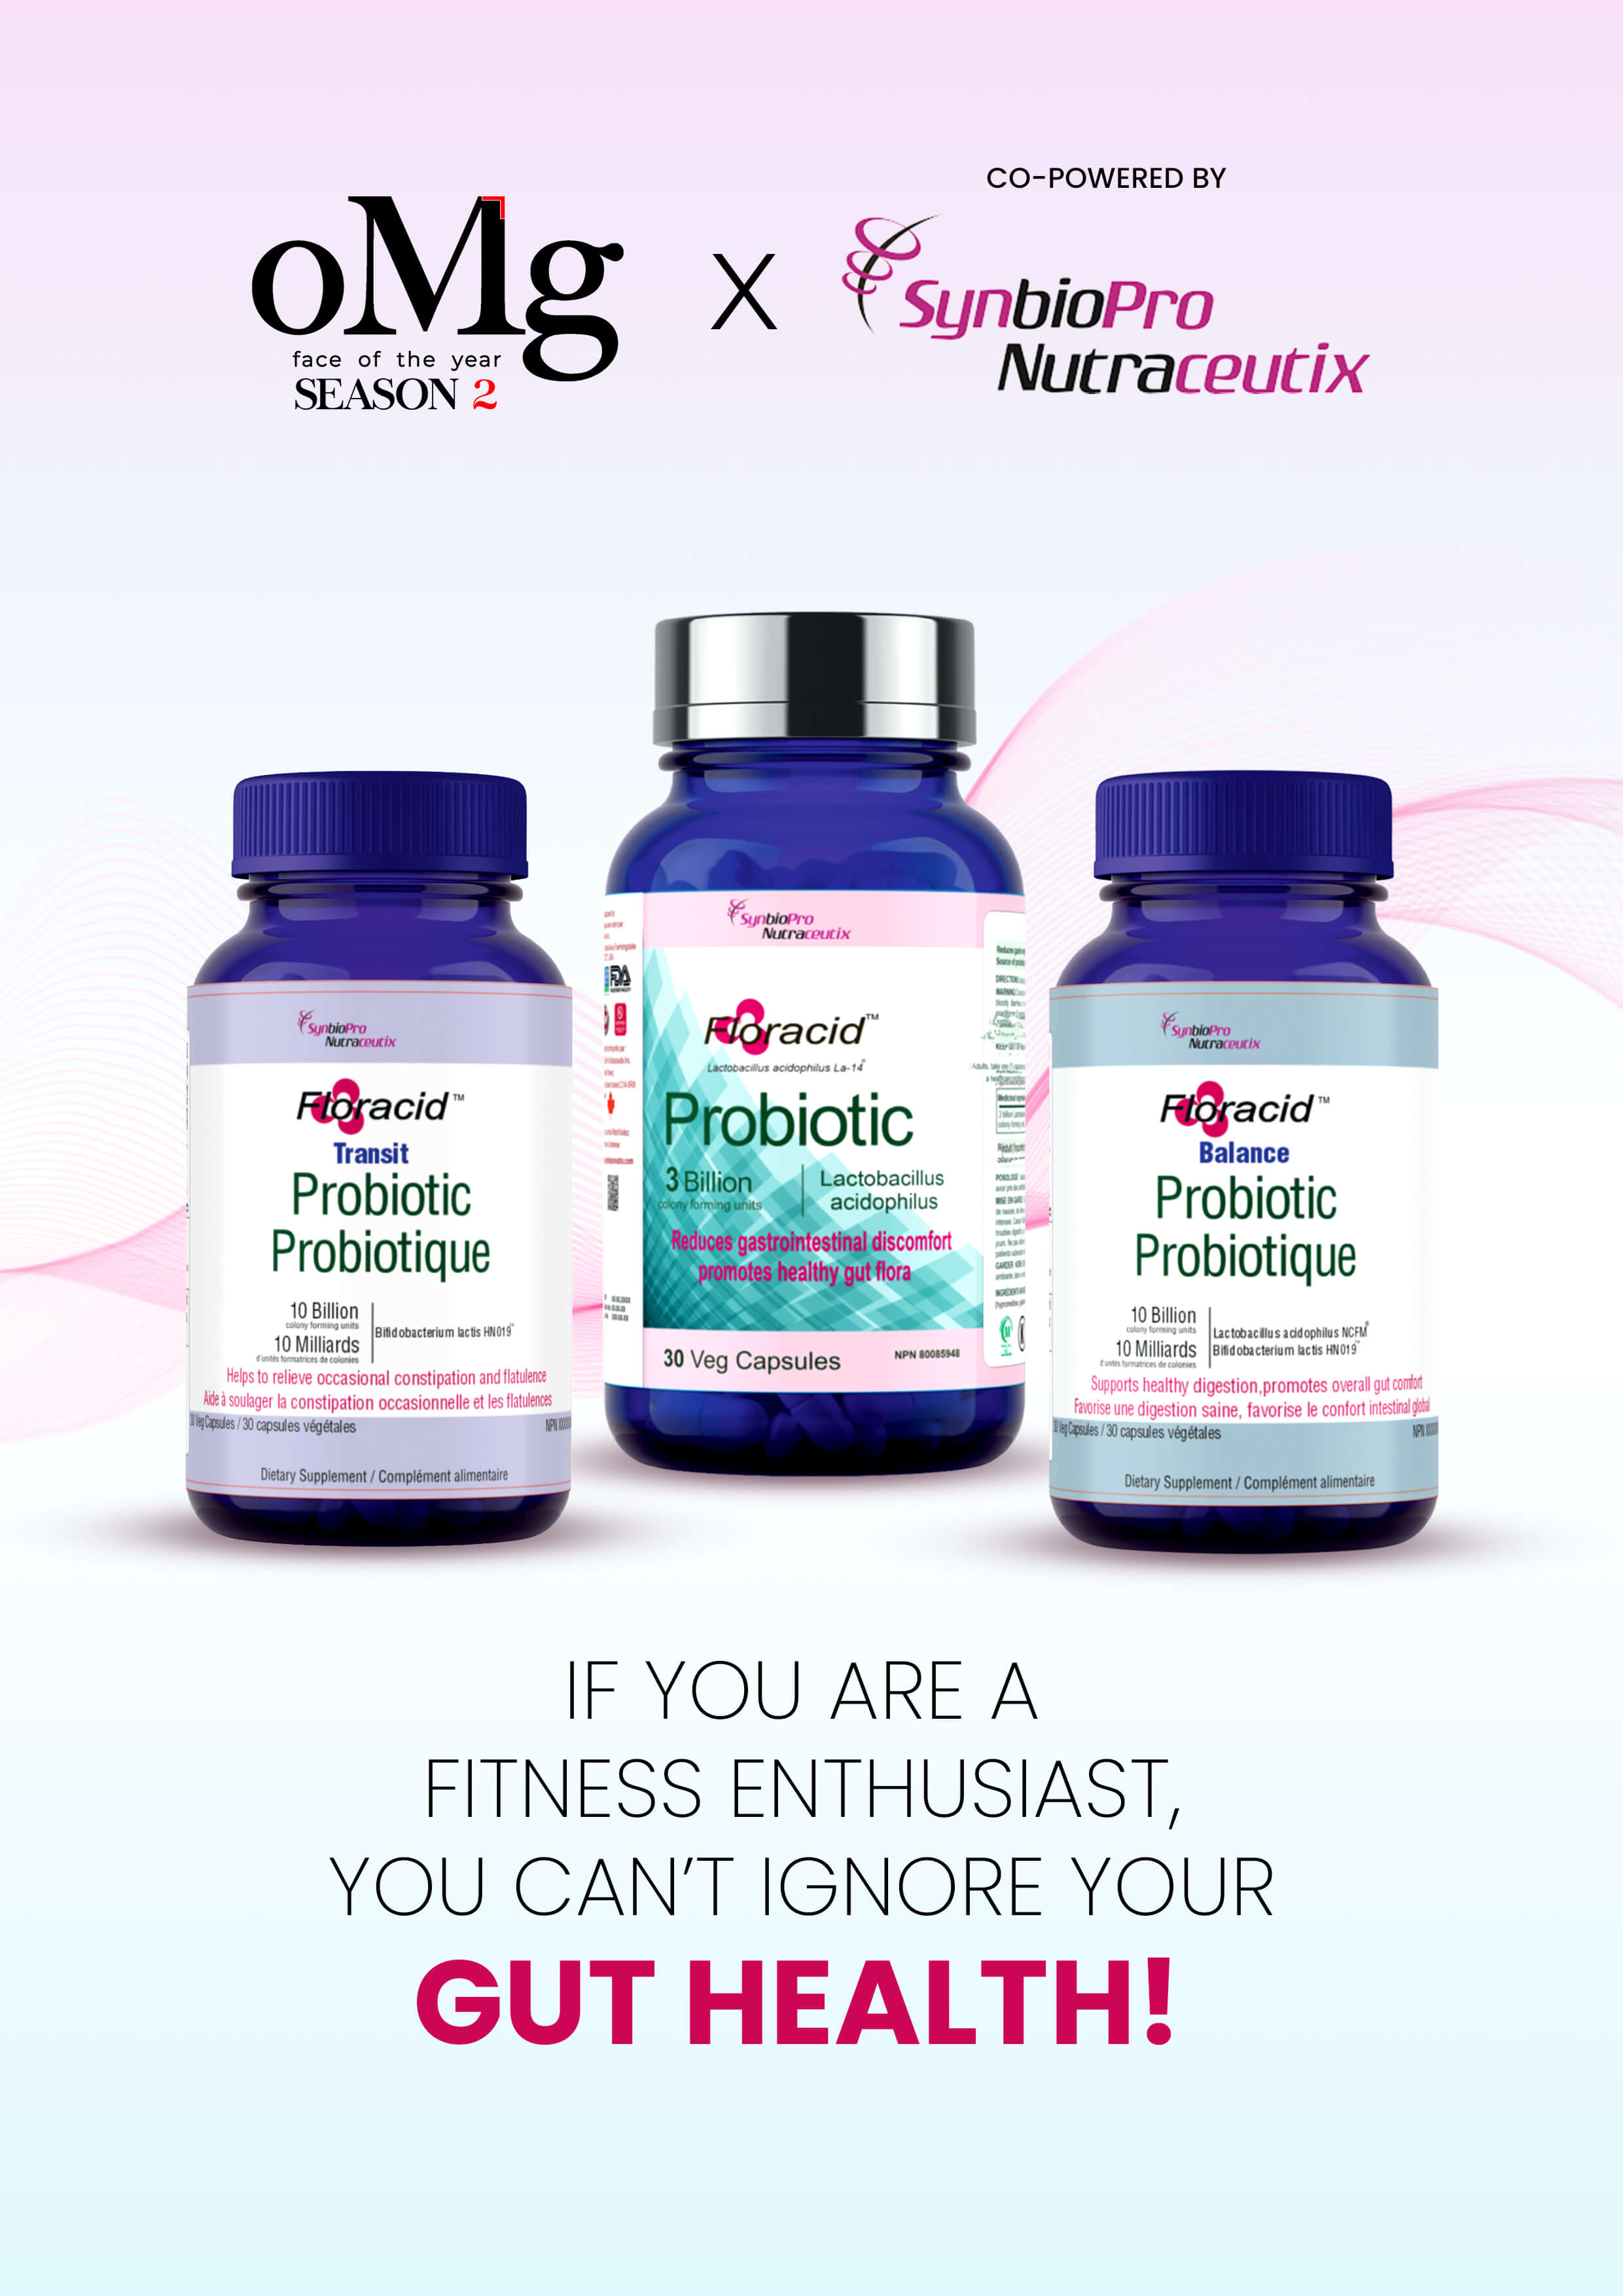 CO-POWERED BY
oMg
face of the year
SEASON 2
X
SynbioPro
Nutraceutix
SynbioPro
Nutraceutix
Floracid™
Transit
Probiotic
Probiotique
10 Billion
colony forming units
10 Milliards
d'unités formatrices de colonies
Bifidobacterium lactis HN019™
Helps to relieve occasional constipation and flatulence
Aide à soulager la constipation occasionnelle et les flatulences
Veg Capsules / 30 capsules végétales
NPN
Dietary Supplement / Complément alimentaire
SynbioPro
Nutraceutix
FDA
Floracid™
Lactobacillus acidophilus La-14
Probiotic
3 Billion
colony forming units
Lactobacillus
acidophilus
Reduces gastrointestinal discomfort
promotes healthy gut flora
30 Veg Capsules
NPN 80085948
SynbioPro
Nutraceutix
Floracid™
Balance
Probiotic
Probiotique
10 Billion
colony forming units
10 Milliards
d'unités formatrices de colonies
Lactobacillus acidophilus NCFM
Bifidobacterium lactis HN019™
Supports healthy digestion,promotes overall gut comfort
Favorise une digestion saine, favorise le confort intestinal global
Veg Capsules / 30 capsules végétales
NPN
Dietary Supplement / Complément alimentaire
IF YOU ARE A
FITNESS ENTHUSIAST,
YOU CAN'T IGNORE YOUR
GUT HEALTH!